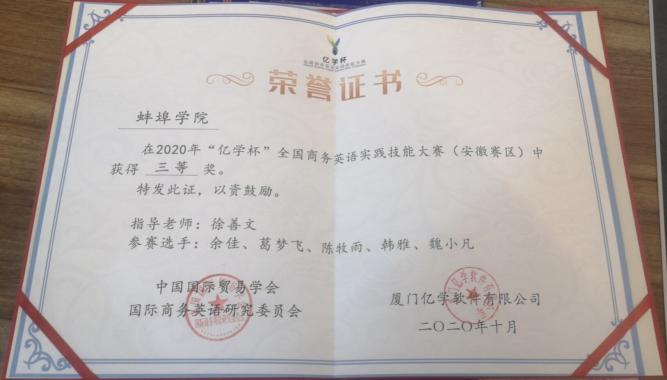 亿学杯
荣誉证书
蚌埠学院
在2020年“亿学杯”全国商务英语实践技能大赛（安徽赛区）中
获得 三等 奖。
特发此证，以资鼓励。
指导老师：徐善文
参赛选手：余佳、葛梦飞、陈牧雨、韩雅、魏小凡
中国国际贸易学会
国际商务英语研究委员会
厦门亿学软件有限公司
二〇二〇年十月